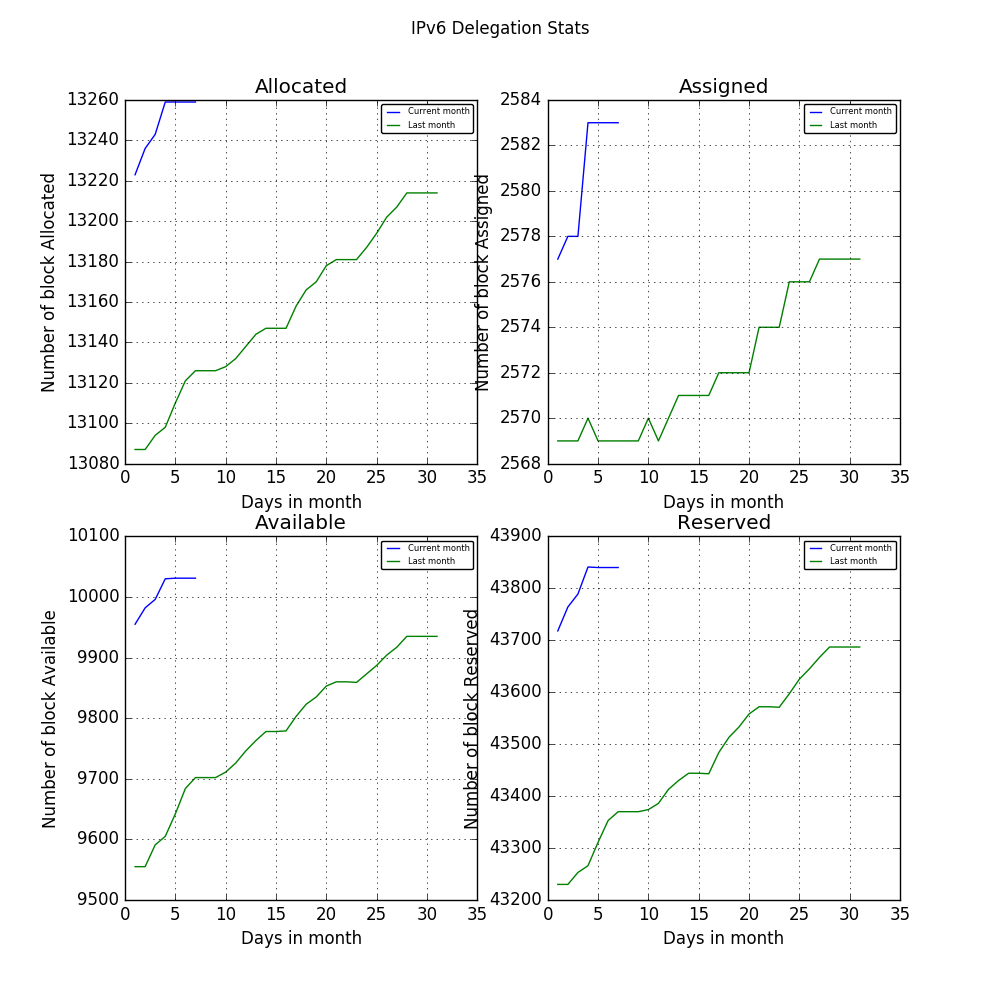 IPv6 Delegation Stats
Allocated
Number of block Allocated
13260
13240
13220
13200
13180
13160
13140
13120
13100
13080
0 5 10 15 20 25 30 35
Days in month
Current month
Last month
Assigned
Number of block Assigned
2584
2582
2580
2578
2576
2574
2572
2570
2568
0 5 10 15 20 25 30 35
Days in month
Current month
Last month
Available
Number of block Available
10100
10000
9900
9800
9700
9600
9500
0 5 10 15 20 25 30 35
Days in month
Current month
Last month
Reserved
Number of block Reserved
43900
43800
43700
43600
43500
43400
43300
43200
0 5 10 15 20 25 30 35
Days in month
Current month
Last month